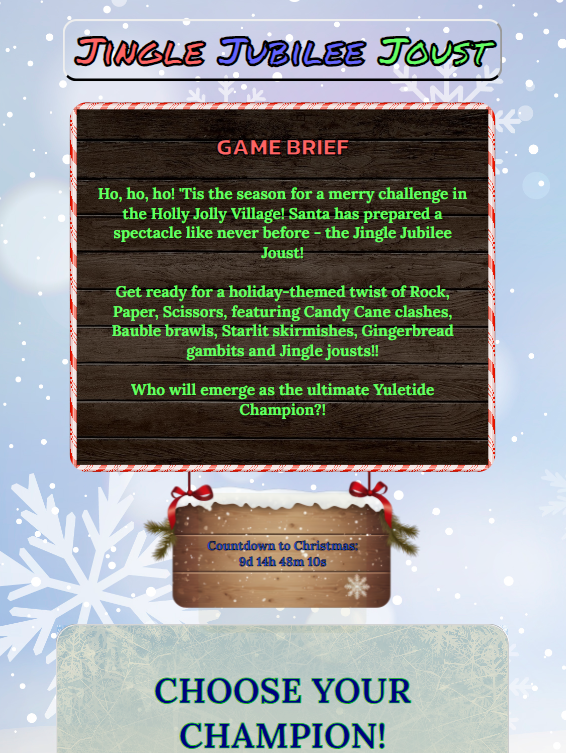 Jingle Jubilee Joust
GAME BRIEF
Ho, ho, ho! 'Tis the season for a merry challenge in
the Holly Jolly Village! Santa has prepared a
spectacle like never before - the Jingle Jubilee
Joust!
Get ready for a holiday-themed twist of Rock,
Paper, Scissors, featuring Candy Cane clashes,
Bauble brawls, Starlit skirmishes, Gingerbread
gambits and Jingle jousts!!
Who will emerge as the ultimate Yuletide
Champion?!
Countdown to Christmas:
9d 14h 48m 10s
CHOOSE YOUR
CHAMPION!